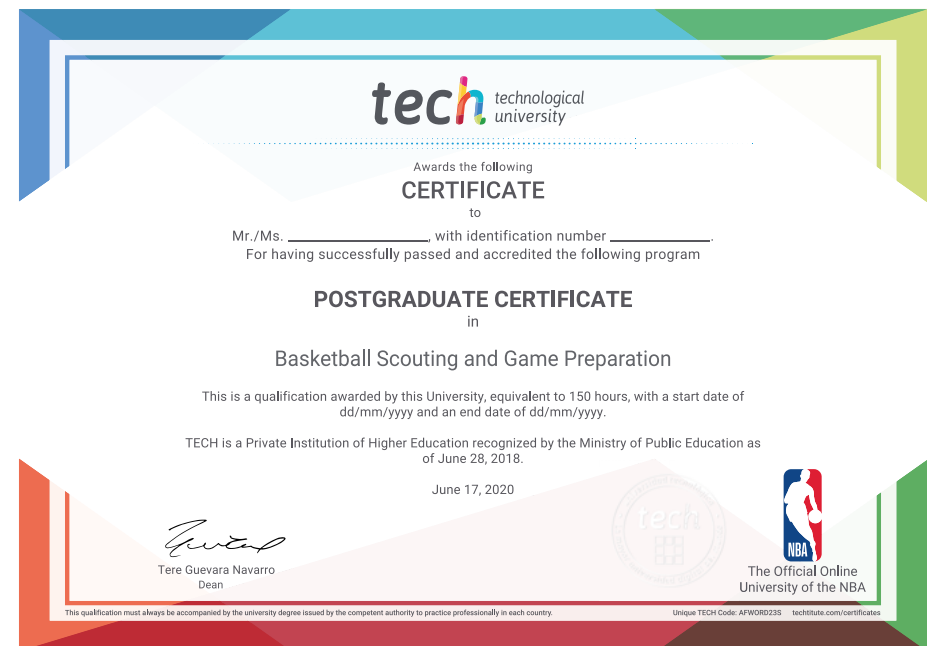 tech technological
university
Awards the following
CERTIFICATE
to
Mr./Ms. ____________________, with identification number ______________.
For having successfully passed and accredited the following program
POSTGRADUATE CERTIFICATE
in
Basketball Scouting and Game Preparation
This is a qualification awarded by this University, equivalent to 150 hours, with a start date of
dd/mm/yyyy and an end date of dd/mm/yyyy.
TECH is a Private Institution of Higher Education recognized by the Ministry of Public Education as
of June 28, 2018.
June 17, 2020
tech
NBA
Tere Guevara Navarro
Dean
The Official Online
University of the NBA
This qualification must always be accompanied by the university degree issued by the competent authority to practice professionally in each country.
Unique TECH Code: AFWORD23S techtitute.com/certificates